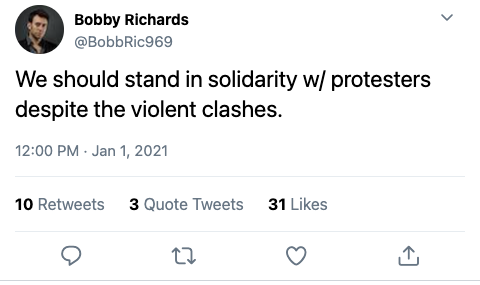 Bobby Richards
@BobbRic969
We should stand in solidarity w/ protesters
despite the violent clashes.
12:00 PM · Jan 1, 2021
10 Retweets 3 Quote Tweets 31 Likes